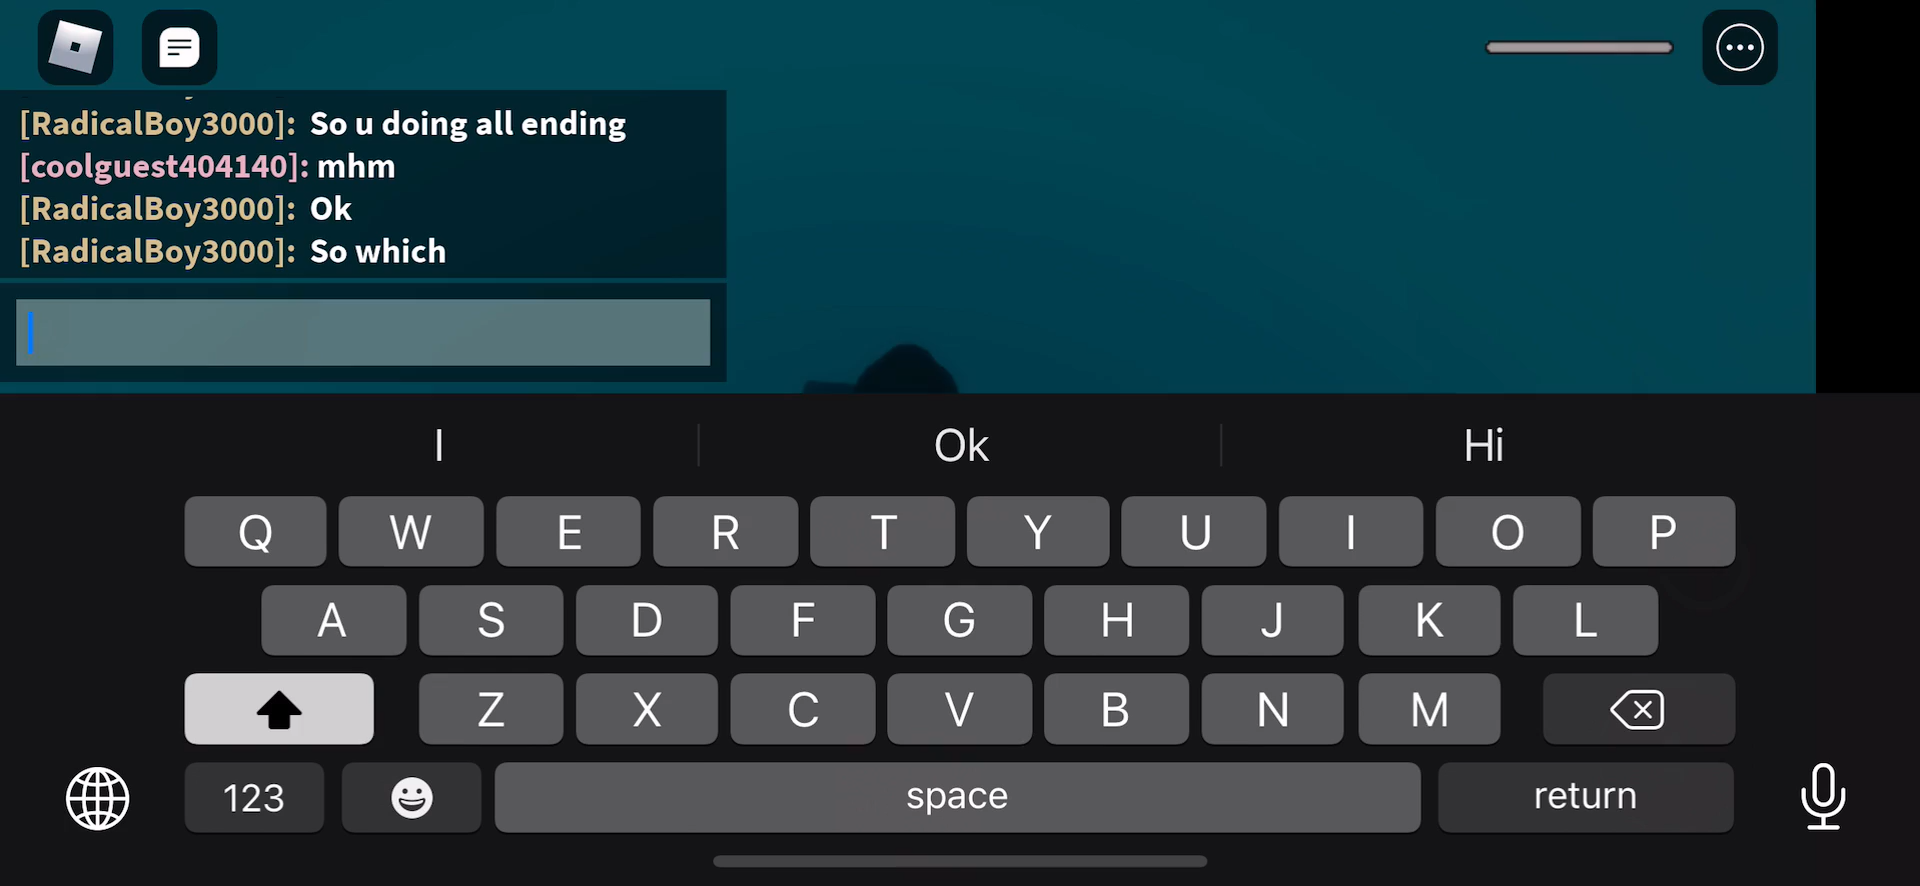 [RadicalBoy3000]: So u doing all ending
[coolguest404140]: mhm
[RadicalBoy3000]: Ok
[RadicalBoy3000]: So which
I Ok Hi
Q W E R T Y U I O P
A S D F G H J K L
Z X C V B N M
123 space return